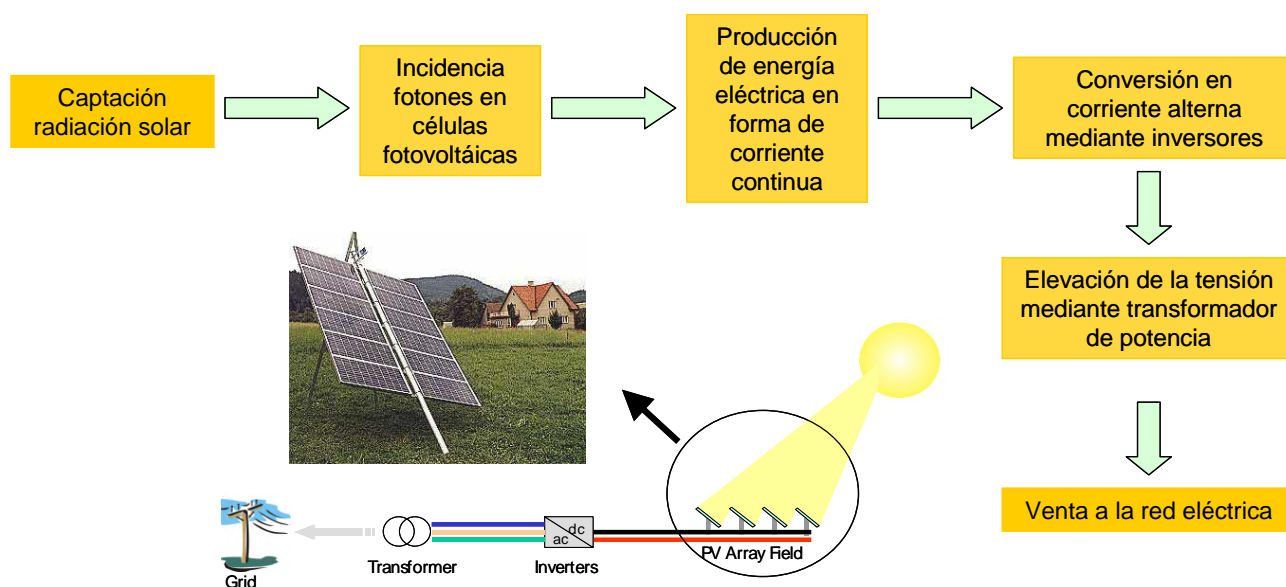 Captación
radiación solar
Incidencia
fotones en
células
fotovoltáicas
Producción
de energía
eléctrica en
forma de
corriente
continua
Conversión en
corriente alterna
mediante inversores
Elevación de la tensión
mediante transformador
de potencia
Venta a la red eléctrica
dc
ac
PV Array Field
Inverters
Transformer
Grid